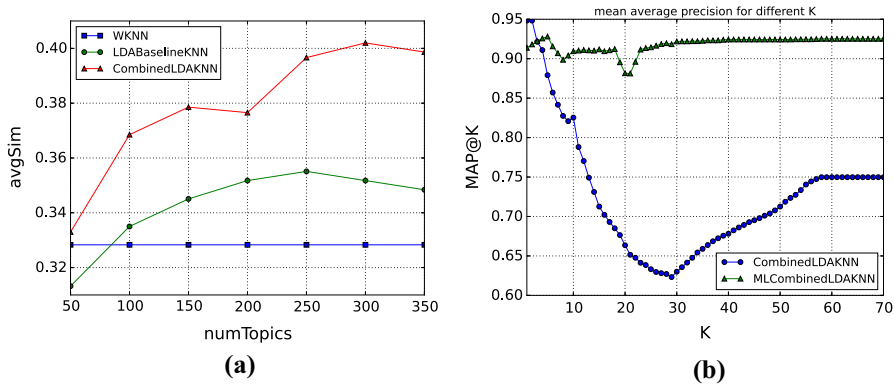 WKNN
LDABaselineKNN
CombinedLDAKNN
avgSim
0.40
0.38
0.36
0.34
0.32
50 100 150 200 250 300 350
numTopics
(a)
mean average precision for different K
MAP@K
0.95
0.90
0.85
0.80
0.75
0.70
0.65
0.60
CombinedLDAKNN
MLCombinedLDAKNN
10 20 30 40 50 60 70
K
(b)